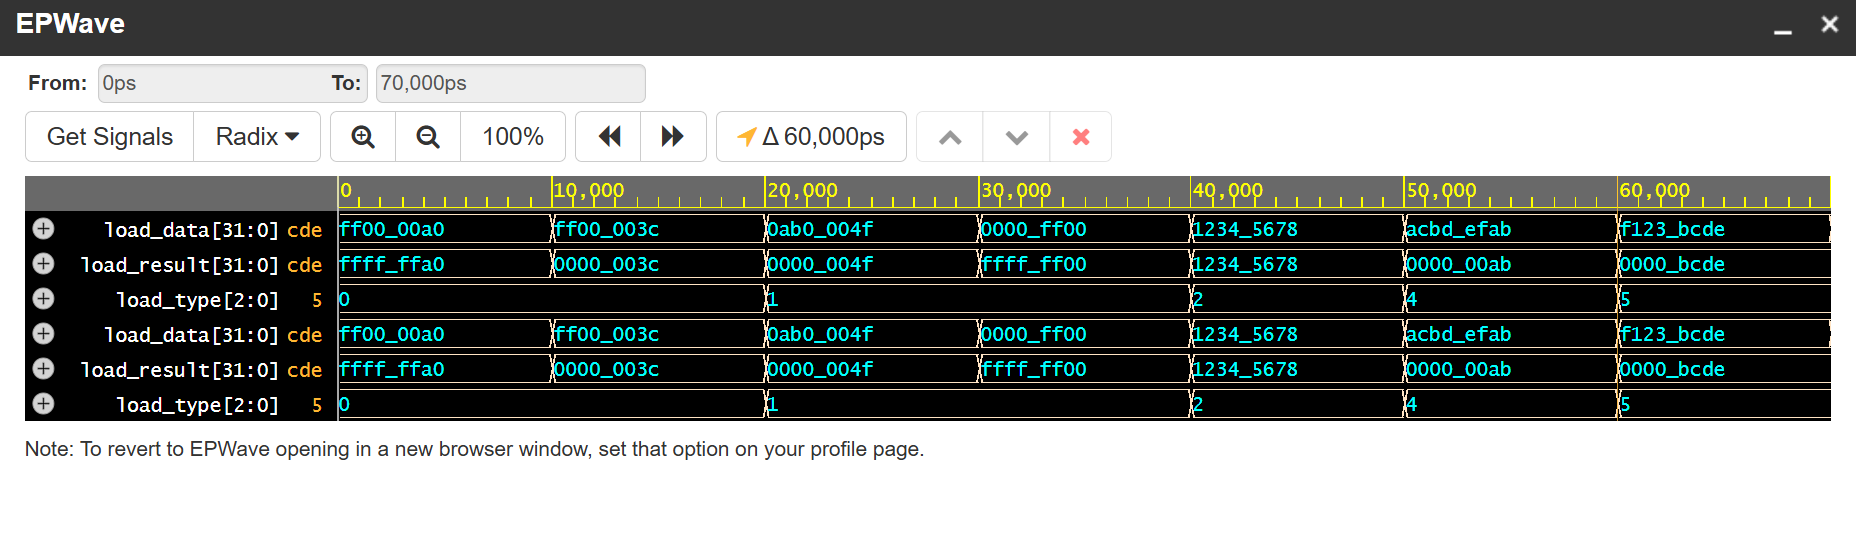 EPWave
From: 0ps To: 70,000ps
Get Signals Radix 100% Δ 60,000ps
0 10,000 20,000 30,000 40,000 50,000 60,000
load_data[31:0] cde ff00_00a0 ff00_003c 0ab0_004f 0000_ff00 1234_5678 acbd_efab f123_bcde
load_result[31:0] cde ffff_ffa0 0000_003c 0000_004f ffff_ff00 1234_5678 0000_00ab 0000_bcde
load_type[2:0] 5 0 1 2 4 5
load_data[31:0] cde ff00_00a0 ff00_003c 0ab0_004f 0000_ff00 1234_5678 acbd_efab f123_bcde
load_result[31:0] cde ffff_ffa0 0000_003c 0000_004f ffff_ff00 1234_5678 0000_00ab 0000_bcde
load_type[2:0] 5 0 1 2 4 5
Note: To revert to EPWave opening in a new browser window, set that option on your profile page.